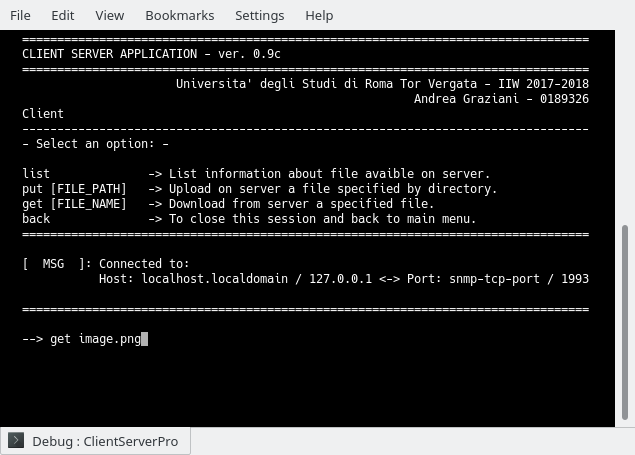 File Edit View Bookmarks Settings Help
=================================================================================
CLIENT SERVER APPLICATION - ver. 0.9c
=================================================================================
Universita' degli Studi di Roma Tor Vergata - IIW 2017-2018
Andrea Graziani - 0189326
Client
---------------------------------------------------------------------------------
- Select an option: -
list -> List information about file avaible on server.
put [FILE_PATH] -> Upload on server a file specified by directory.
get [FILE_NAME] -> Download from server a specified file.
back -> To close this session and back to main menu.
=================================================================================
[ MSG ]: Connected to:
Host: localhost.localdomain / 127.0.0.1 <-> Port: snmp-tcp-port / 1993
=================================================================================
--> get image.png
Debug : ClientServerPro